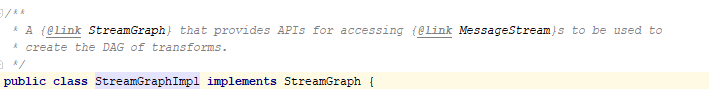 /**
 * A {@link StreamGraph} that provides APIs for accessing {@link MessageStream}s to be used to
 * create the DAG of transforms.
 */
public class StreamGraphImpl implements StreamGraph {